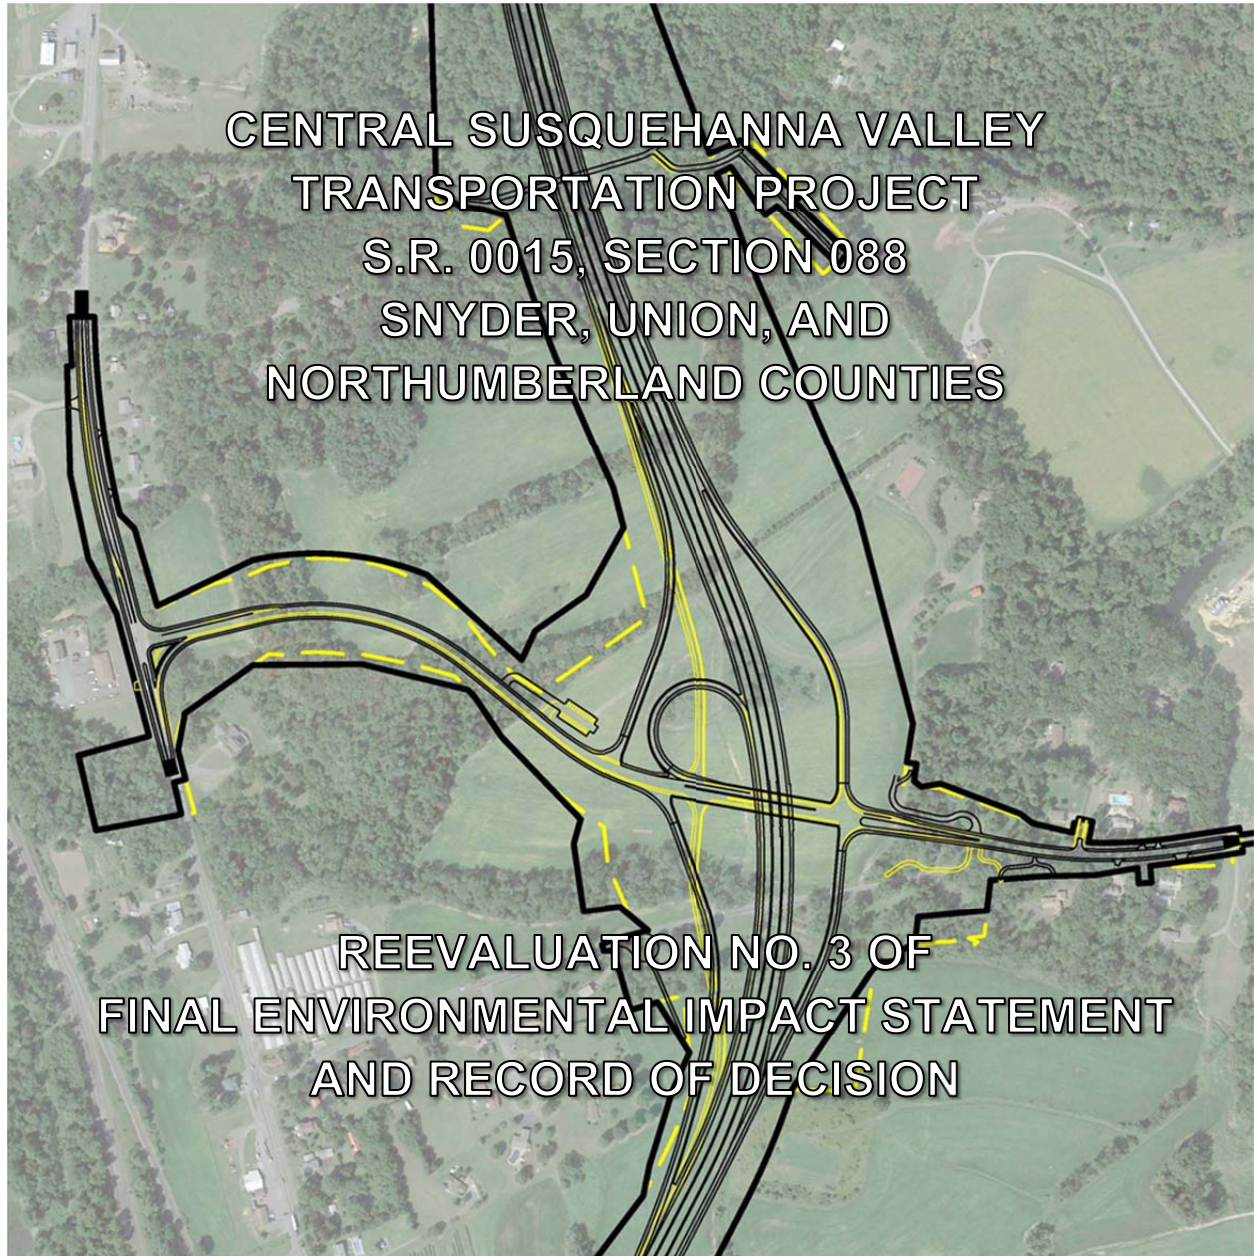 CENTRAL SUSQUEHANNA VALLEY
TRANSPORTATION PROJECT
S.R. 0015, SECTION 088
SNYDER, UNION, AND
NORTHUMBERLAND COUNTIES
REEVALUATION NO. 3 OF
FINAL ENVIRONMENTAL IMPACT STATEMENT
AND RECORD OF DECISION